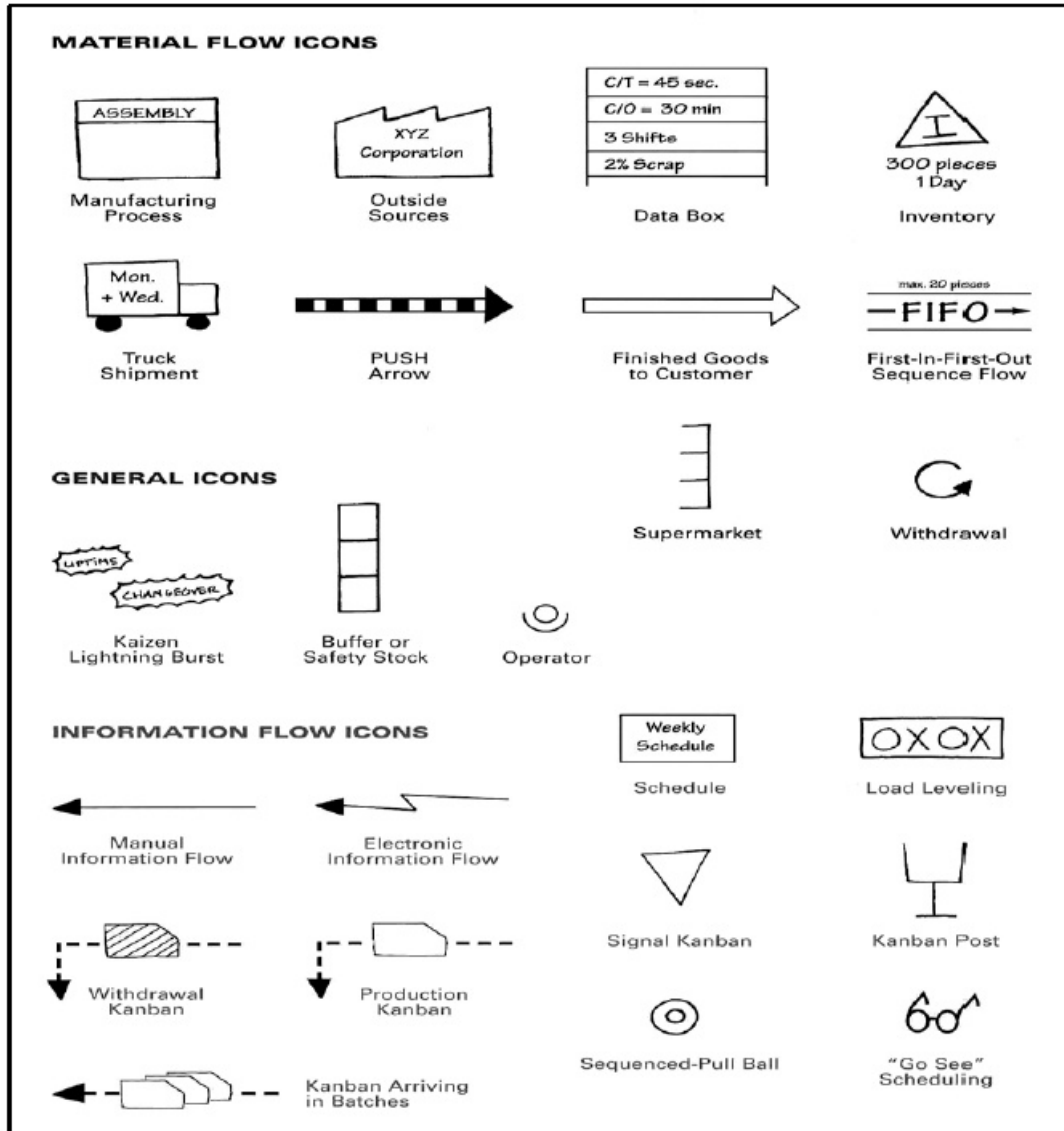 MATERIAL FLOW ICONS
ASSEMBLY
Manufacturing
Process
XYZ
Corporation
Outside
Sources
C/T = 45 sec.
C/O = 30 min
3 Shifts
2% Scrap
Data Box
I
300 pieces
1 Day
Inventory
Mon.
+ Wed.
Truck
Shipment
PUSH
Arrow
Finished Goods
to Customer
max. 20 pieces
FIFO
First-In-First-Out
Sequence Flow
Supermarket
Withdrawal
GENERAL ICONS
UPTIME
CHANGEOVER
Kaizen
Lightning Burst
Buffer or
Safety Stock
Operator
INFORMATION FLOW ICONS
Manual
Information Flow
Electronic
Information Flow
Weekly
Schedule
Schedule
OXOX
Load Leveling
Withdrawal
Kanban
Production
Kanban
Signal Kanban
Kanban Post
Kanban Arriving
in Batches
Sequenced-Pull Ball
"Go See"
Scheduling